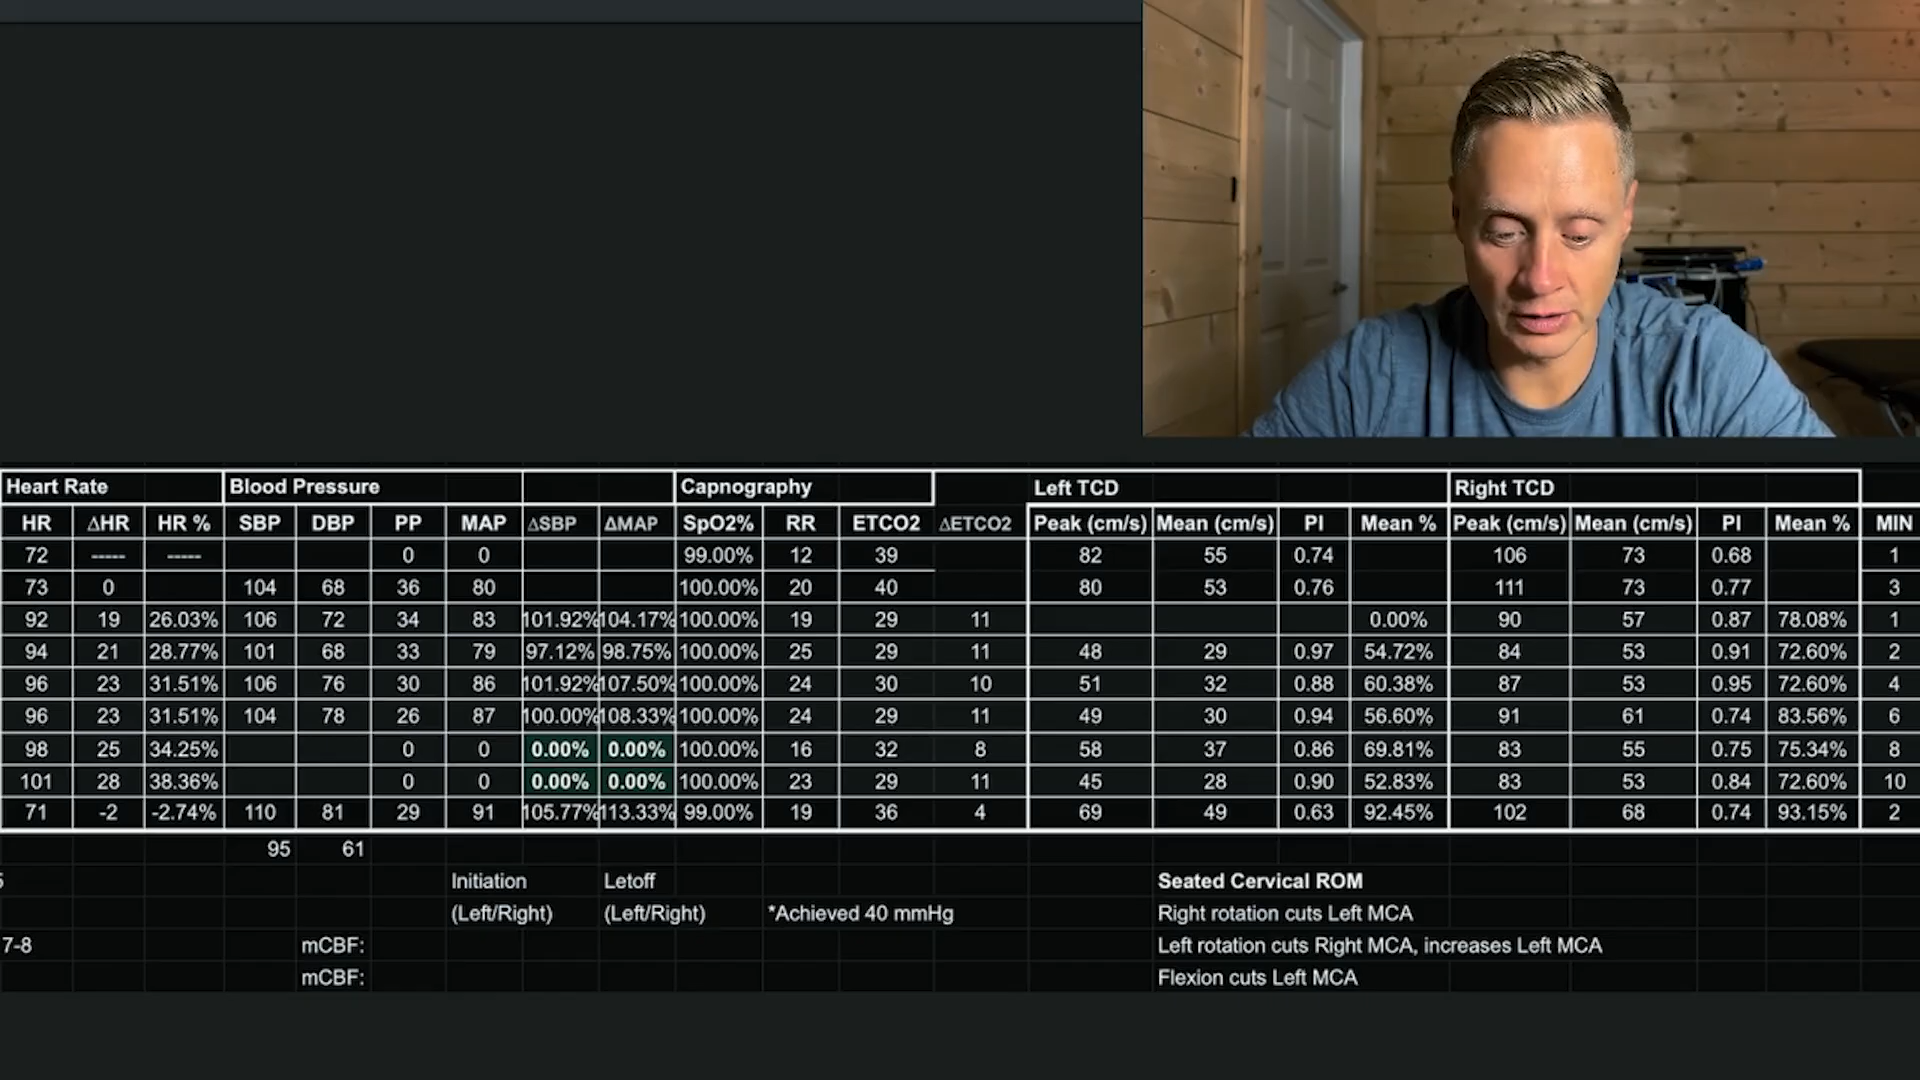 Heart Rate Blood Pressure Capnography Left TCD Right TCD
HR ΔHR HR % SBP DBP PP MAP ΔSBP ΔMAP SpO2% RR ETCO2 ΔETCO2 Peak (cm/s) Mean (cm/s) PI Mean % Peak (cm/s) Mean (cm/s) PI Mean % MIN
72 ----- ----- 0 0 99.00% 12 39 82 55 0.74 106 73 0.68 1
73 0 104 68 36 80 100.00% 20 40 80 53 0.76 111 73 0.77 3
92 19 26.03% 106 72 34 83 101.92% 104.17% 100.00% 19 29 11 0.00% 90 57 0.87 78.08% 1
94 21 28.77% 101 68 33 79 97.12% 98.75% 100.00% 25 29 11 48 29 0.97 54.72% 84 53 0.91 72.60% 2
96 23 31.51% 106 76 30 86 101.92% 107.50% 100.00% 24 30 10 51 32 0.88 60.38% 87 53 0.95 72.60% 4
96 23 31.51% 104 78 26 87 100.00% 108.33% 100.00% 24 29 11 49 30 0.94 56.60% 91 61 0.74 83.56% 6
98 25 34.25% 0 0 0.00% 0.00% 100.00% 16 32 8 58 37 0.86 69.81% 83 55 0.75 75.34% 8
101 28 38.36% 0 0 0.00% 0.00% 100.00% 23 29 11 45 28 0.90 52.83% 83 53 0.84 72.60% 10
71 -2 -2.74% 110 81 29 91 105.77% 113.33% 99.00% 19 36 4 69 49 0.63 92.45% 102 68 0.74 93.15% 2
95 61
Initiation Letoff Seated Cervical ROM
(Left/Right) (Left/Right) *Achieved 40 mmHg Right rotation cuts Left MCA
7-8 mCBF: Left rotation cuts Right MCA, increases Left MCA
mCBF: Flexion cuts Left MCA